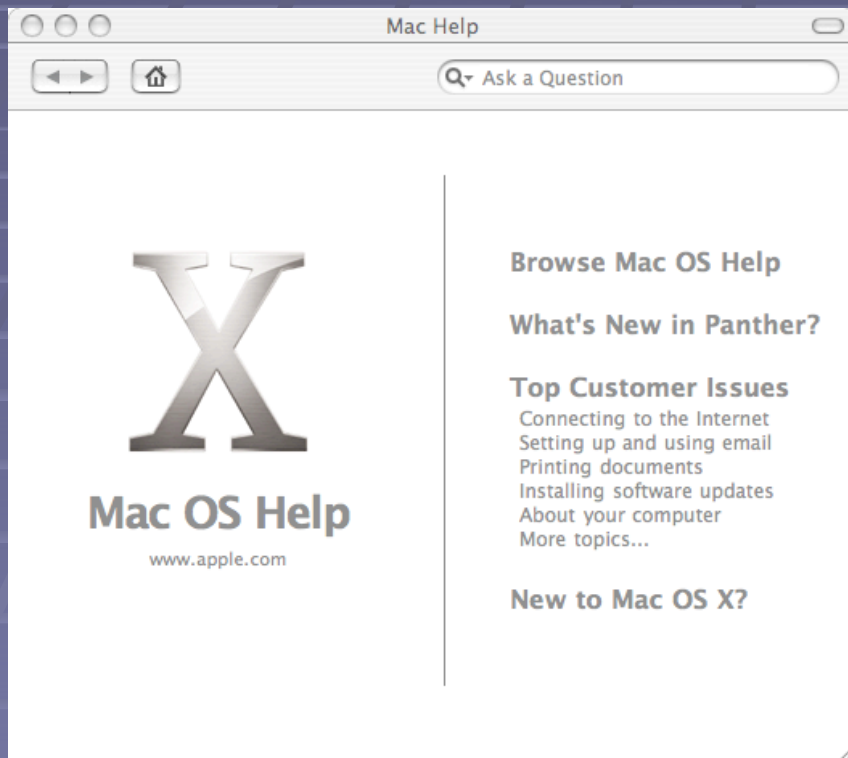 Mac Help
Ask a Question
X
Mac OS Help
www.apple.com
Browse Mac OS Help
What's New in Panther?
Top Customer Issues
Connecting to the Internet
Setting up and using email
Printing documents
Installing software updates
About your computer
More topics...
New to Mac OS X?